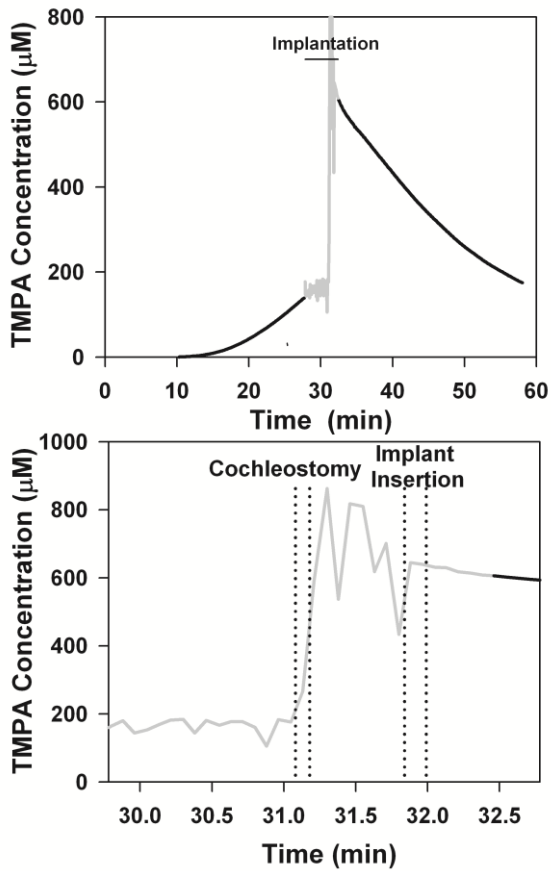 800
600
400
200
0
TMPA Concentration (μM)
Implantation
0 10 20 30 40 50 60
Time (min)
1000
800
600
400
200
0
TMPA Concentration (μM)
Cochleostomy
Implant
Insertion
30.0 30.5 31.0 31.5 32.0 32.5
Time (min)